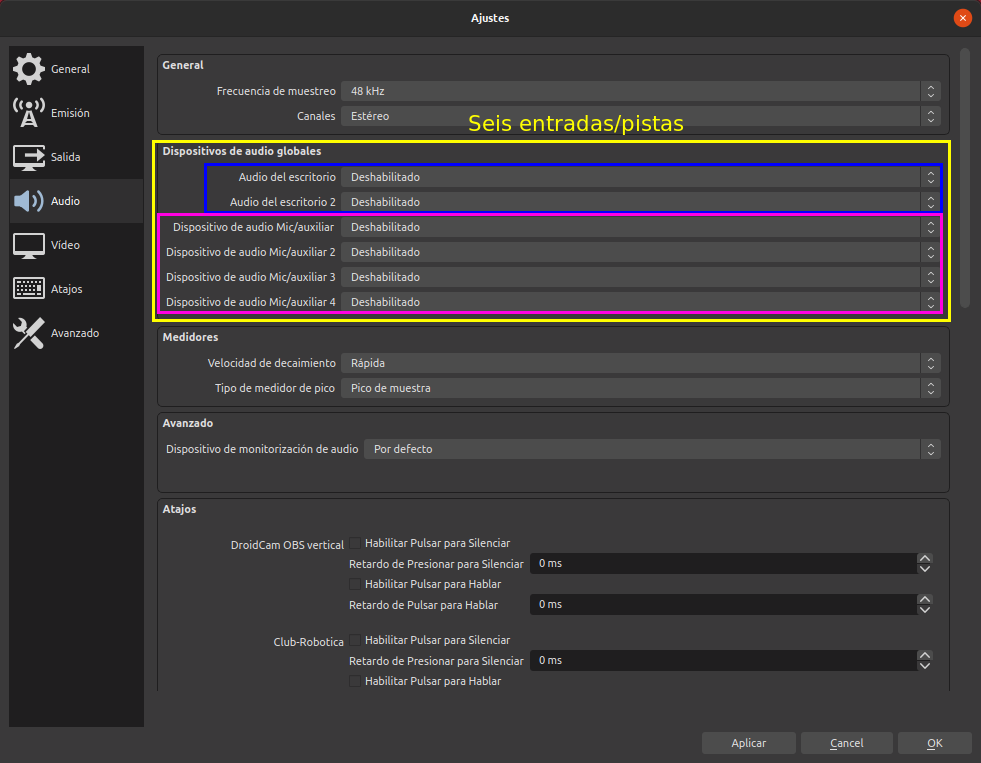 Ajustes
General
Emisión
Salida
Audio
Vídeo
Atajos
Avanzado
General
Frecuencia de muestreo 48 kHz
Canales Estéreo
Seis entradas/pistas
Dispositivos de audio globales
Audio del escritorio Deshabilitado
Audio del escritorio 2 Deshabilitado
Dispositivo de audio Mic/auxiliar Deshabilitado
Dispositivo de audio Mic/auxiliar 2 Deshabilitado
Dispositivo de audio Mic/auxiliar 3 Deshabilitado
Dispositivo de audio Mic/auxiliar 4 Deshabilitado
Medidores
Velocidad de decaimiento Rápida
Tipo de medidor de pico Pico de muestra
Avanzado
Dispositivo de monitorización de audio Por defecto
Atajos
DroidCam OBS vertical Habilitar Pulsar para Silenciar
Retardo de Presionar para Silenciar 0 ms
Habilitar Pulsar para Hablar
Retardo de Pulsar para Hablar 0 ms
Club-Robotica Habilitar Pulsar para Silenciar
Retardo de Presionar para Silenciar 0 ms
Habilitar Pulsar para Hablar
Aplicar Cancel OK